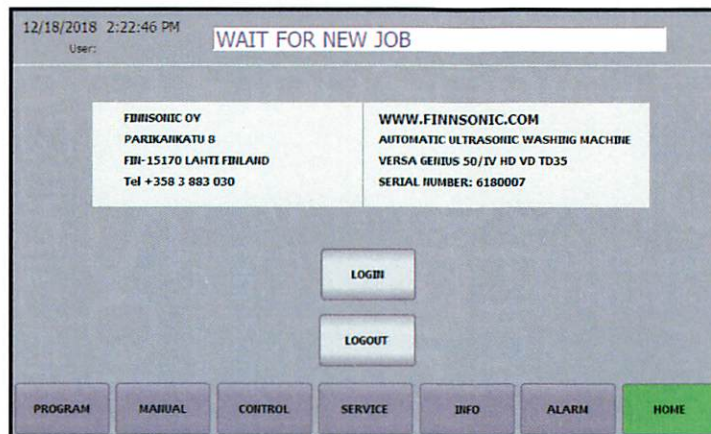 12/18/2018 2:22:46 PM
User:
WAIT FOR NEW JOB
FINNSONIC OY
PARIKANKATU 8
FIN-15170 LAHTI FINLAND
Tel +358 3 883 030
WWW.FINNSONIC.COM
AUTOMATIC ULTRASONIC WASHING MACHINE
VERSA GENIUS 50/IV HD VD TD35
SERIAL NUMBER: 6180007
LOGIN
LOGOUT
PROGRAM MANUAL CONTROL SERVICE INFO ALARM HOME